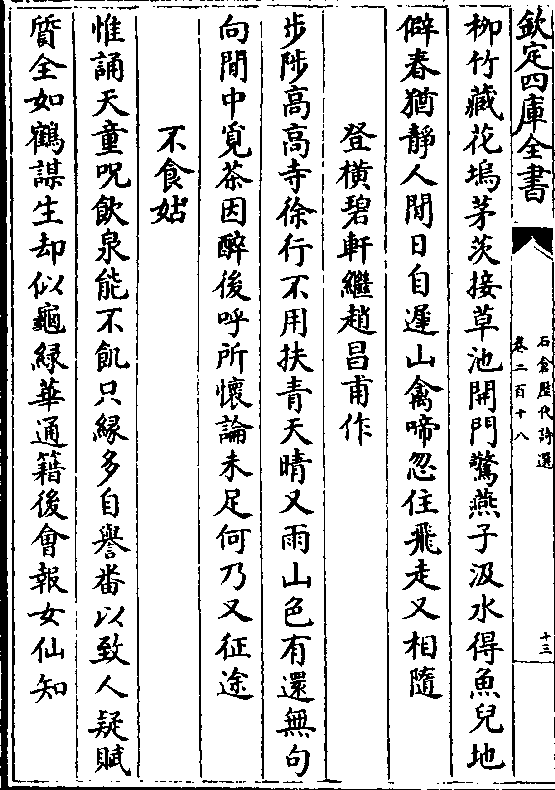 欽定四庫全書
石倉歷代詩選
卷二百十八
十三
柳竹藏花塢茅茨接草池開門驚燕子汲水得魚兒地
僻春猶靜人閒日自遲山禽啼忽住飛走又相隨
登橫碧軒繼趙昌甫作
步陟高高寺徐行不用扶青天晴又雨山色有還無句
向閒中覓茶因醉後呼所懷論未足何乃又征途
不食姑
惟誦天童呪飲泉能不飢只緣多自譽番以致人疑賦
質全如鶴謀生却似龜緑華通籍後會報女仙知